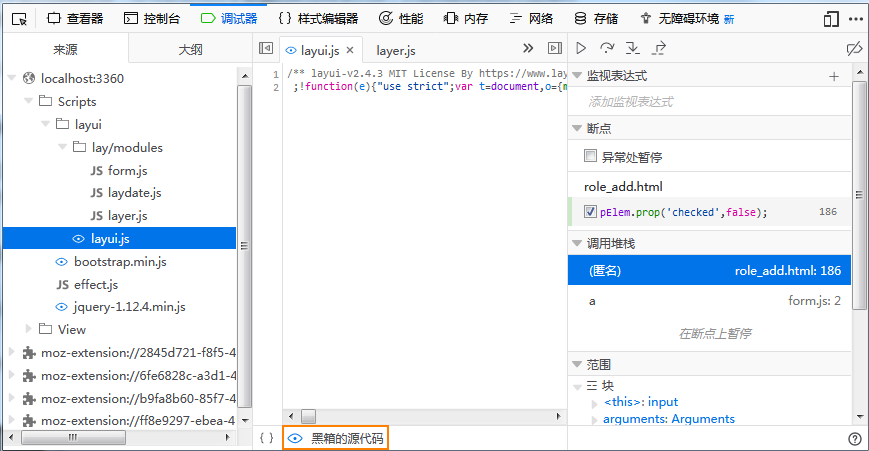 查看器 控制台 调试器 {} 样式编辑器 性能 内存 网络 存储 无障碍环境 新
来源 大纲
localhost:3360
Scripts
layui
lay/modules
JS form.js
JS laydate.js
JS layer.js
layui.js
bootstrap.min.js
JS effect.js
jquery-1.12.4.min.js
View
moz-extension://2845d721-f8f5-4
moz-extension://6fe6828c-a3d1-4
moz-extension://b9fa8b60-85f7-4
moz-extension://ff8e9297-ebea-4
layui.js × layer.js »
1 /** layui-v2.4.3 MIT License By https://www.lay
2 ;!function(e){"use strict";var t=document,o={m
{ } 黑箱的源代码
监视表达式 +
添加监视表达式
断点
异常处暂停
role_add.html
pElem.prop('checked',false); 186
调用堆栈
(匿名) role_add.html: 186
a form.js: 2
在断点上暂停
范围
块
<this>: input
arguments: Arguments